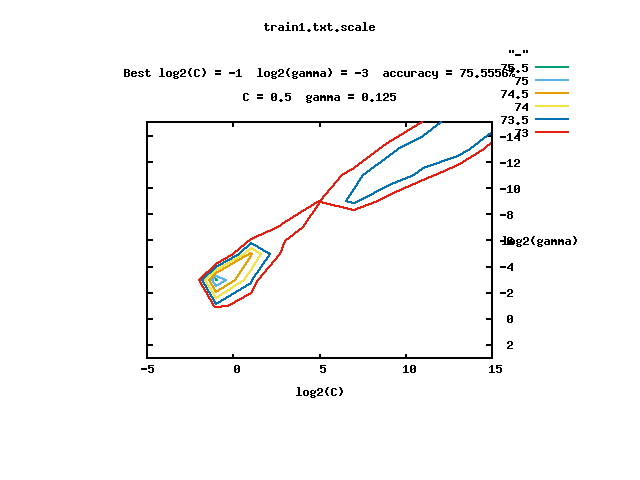 train1.txt.scale
"-"
Best log2(C) = -1  log2(gamma) = -3  accuracy = 75.5556%
75.5
75
C = 0.5  gamma = 0.125
74.5
74
73.5
73
-14
-12
-10
-8
-6
log2(gamma)
-4
-2
0
2
-5 0 5 10 15
log2(C)